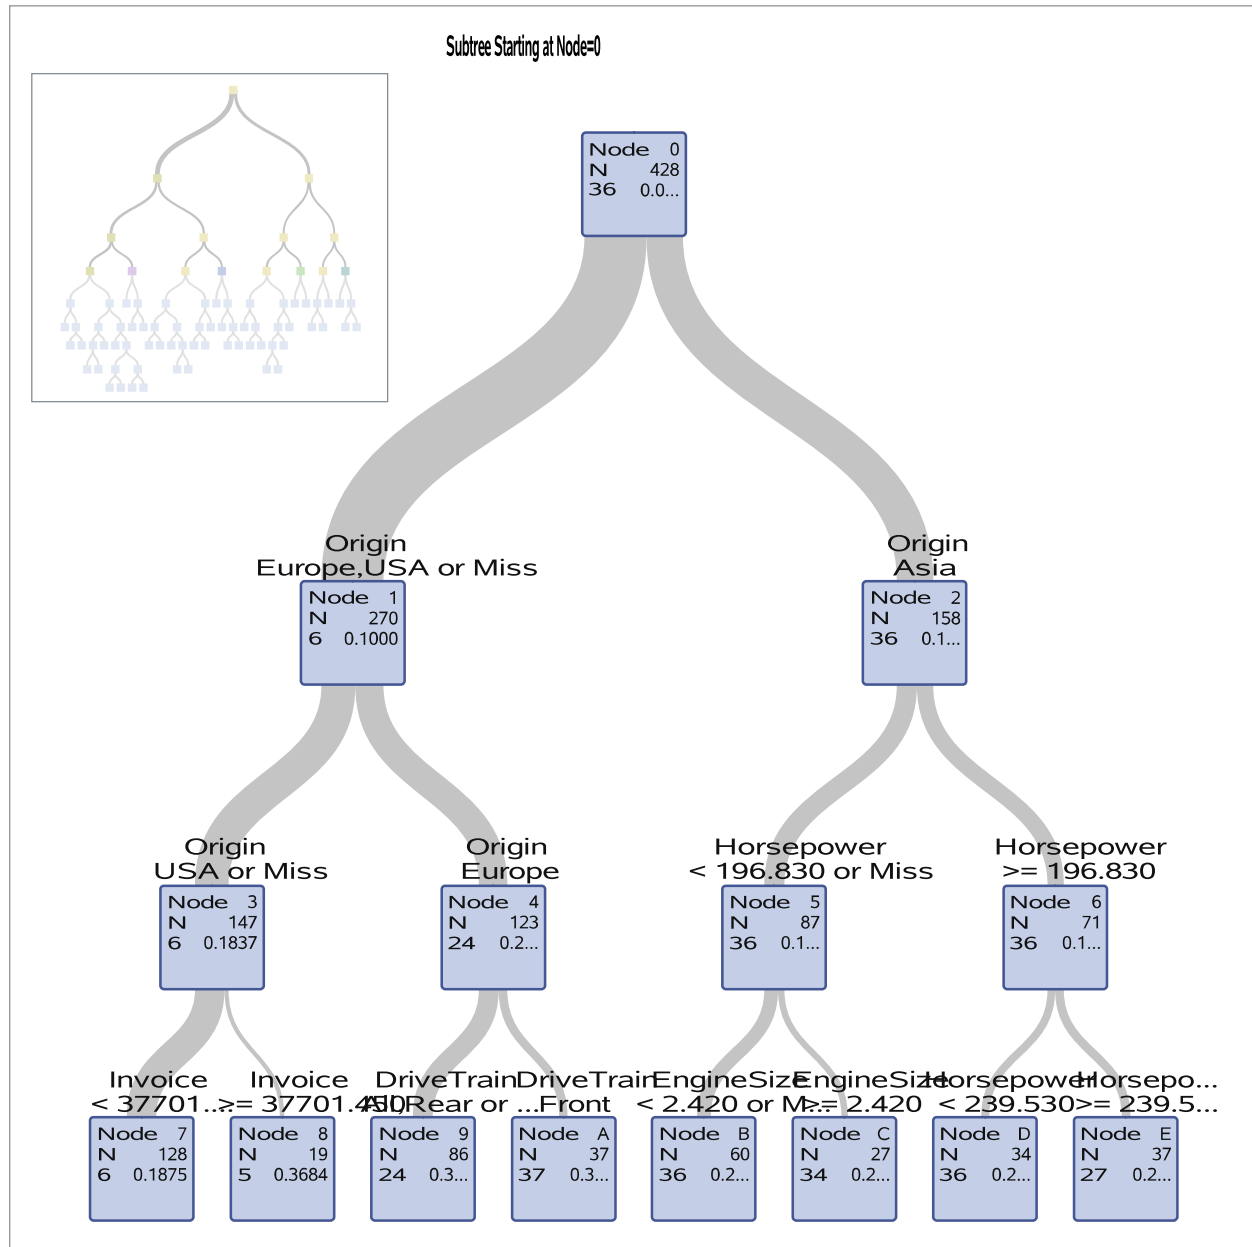 Subtree Starting at Node=0
Node 0
N 428
36 0.0...
Origin
Europe,USA or Miss
Origin
Asia
Node 1
N 270
6 0.1000
Node 2
N 158
36 0.1...
Origin
USA or Miss
Origin
Europe
Horsepower
< 196.830 or Miss
Horsepower
>= 196.830
Node 3
N 147
6 0.1837
Node 4
N 123
24 0.2...
Node 5
N 87
36 0.1...
Node 6
N 71
36 0.1...
Invoice
< 37701....
Invoice
>= 37701.450
DriveTrain
All,Rear or ...
DriveTrain
Front
EngineSize
< 2.420 or M...
EngineSize
>= 2.420
Horsepower
< 239.530
Horsepo...
>= 239.5...
Node 7
N 128
6 0.1875
Node 8
N 19
5 0.3684
Node 9
N 86
24 0.3...
Node A
N 37
37 0.3...
Node B
N 60
36 0.2...
Node C
N 27
34 0.2...
Node D
N 34
36 0.2...
Node E
N 37
27 0.2...